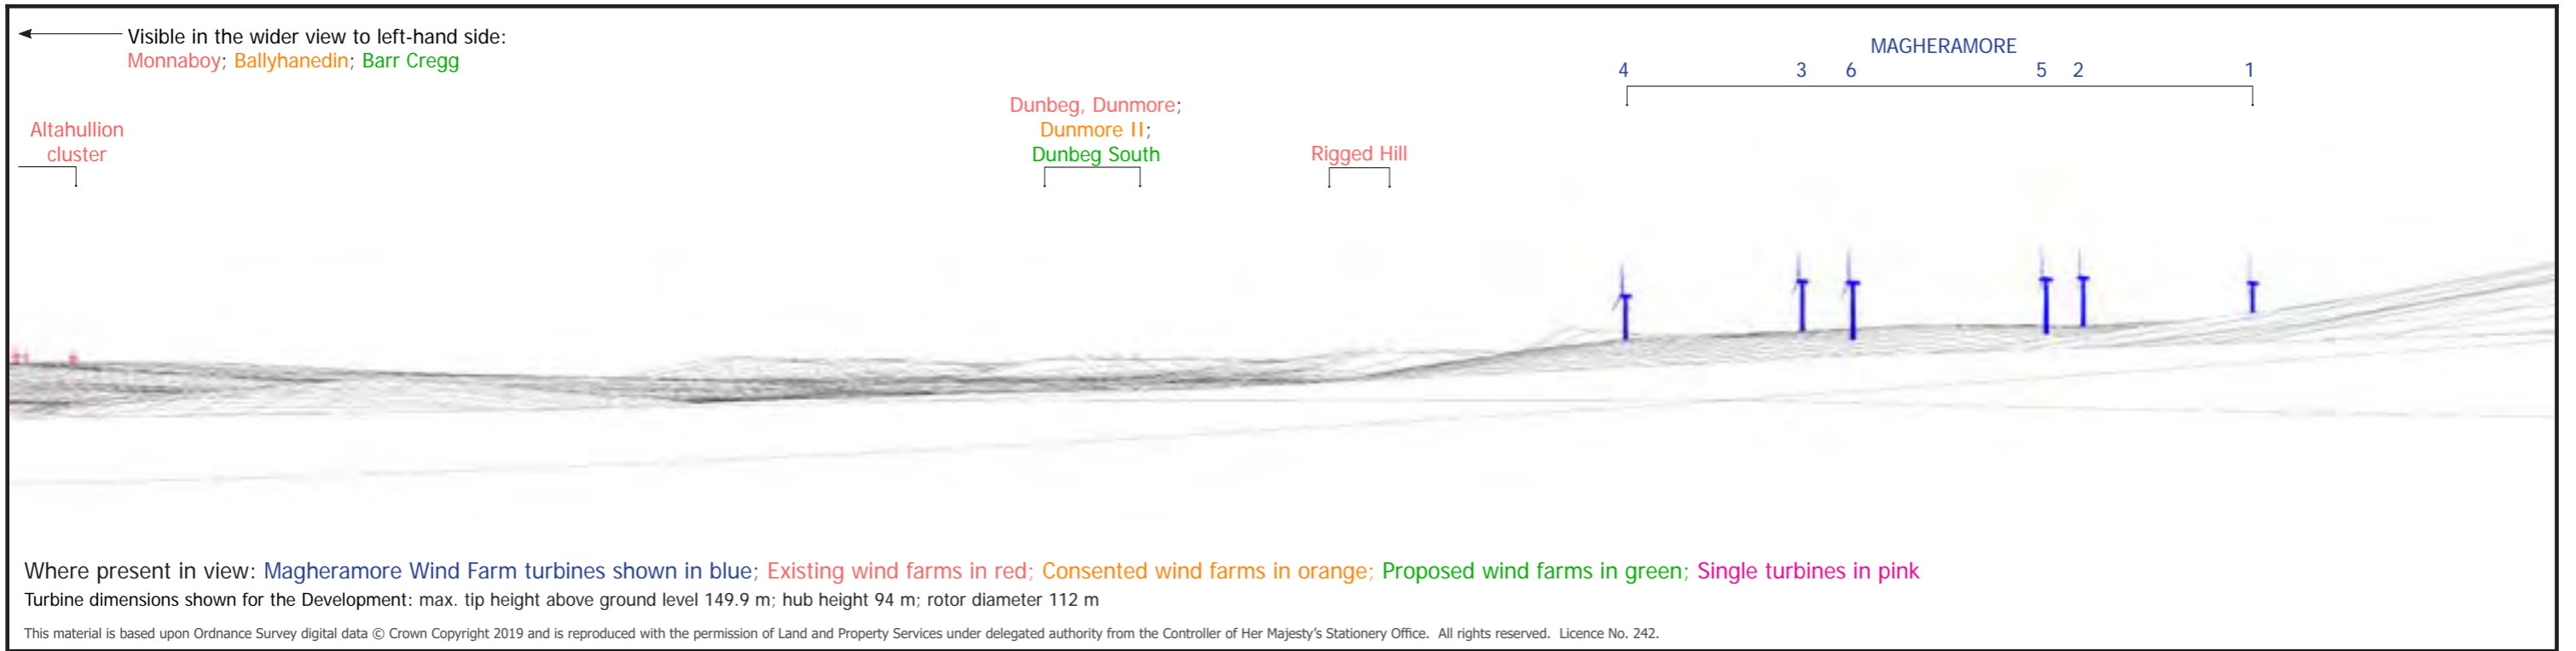 Visible in the wider view to left-hand side:
Monnaboy; Ballyhanedin; Barr Cregg
MAGHERAMORE
4 3 6 5 2 1
Altahullion
cluster
Dunbeg, Dunmore;
Dunmore II;
Dunbeg South
Rigged Hill
Where present in view: Magheramore Wind Farm turbines shown in blue; Existing wind farms in red; Consented wind farms in orange; Proposed wind farms in green; Single turbines in pink
Turbine dimensions shown for the Development: max. tip height above ground level 149.9 m; hub height 94 m; rotor diameter 112 m
This material is based upon Ordnance Survey digital data © Crown Copyright 2019 and is reproduced with the permission of Land and Property Services under delegated authority from the Controller of Her Majesty's Stationery Office. All rights reserved. Licence No. 242.